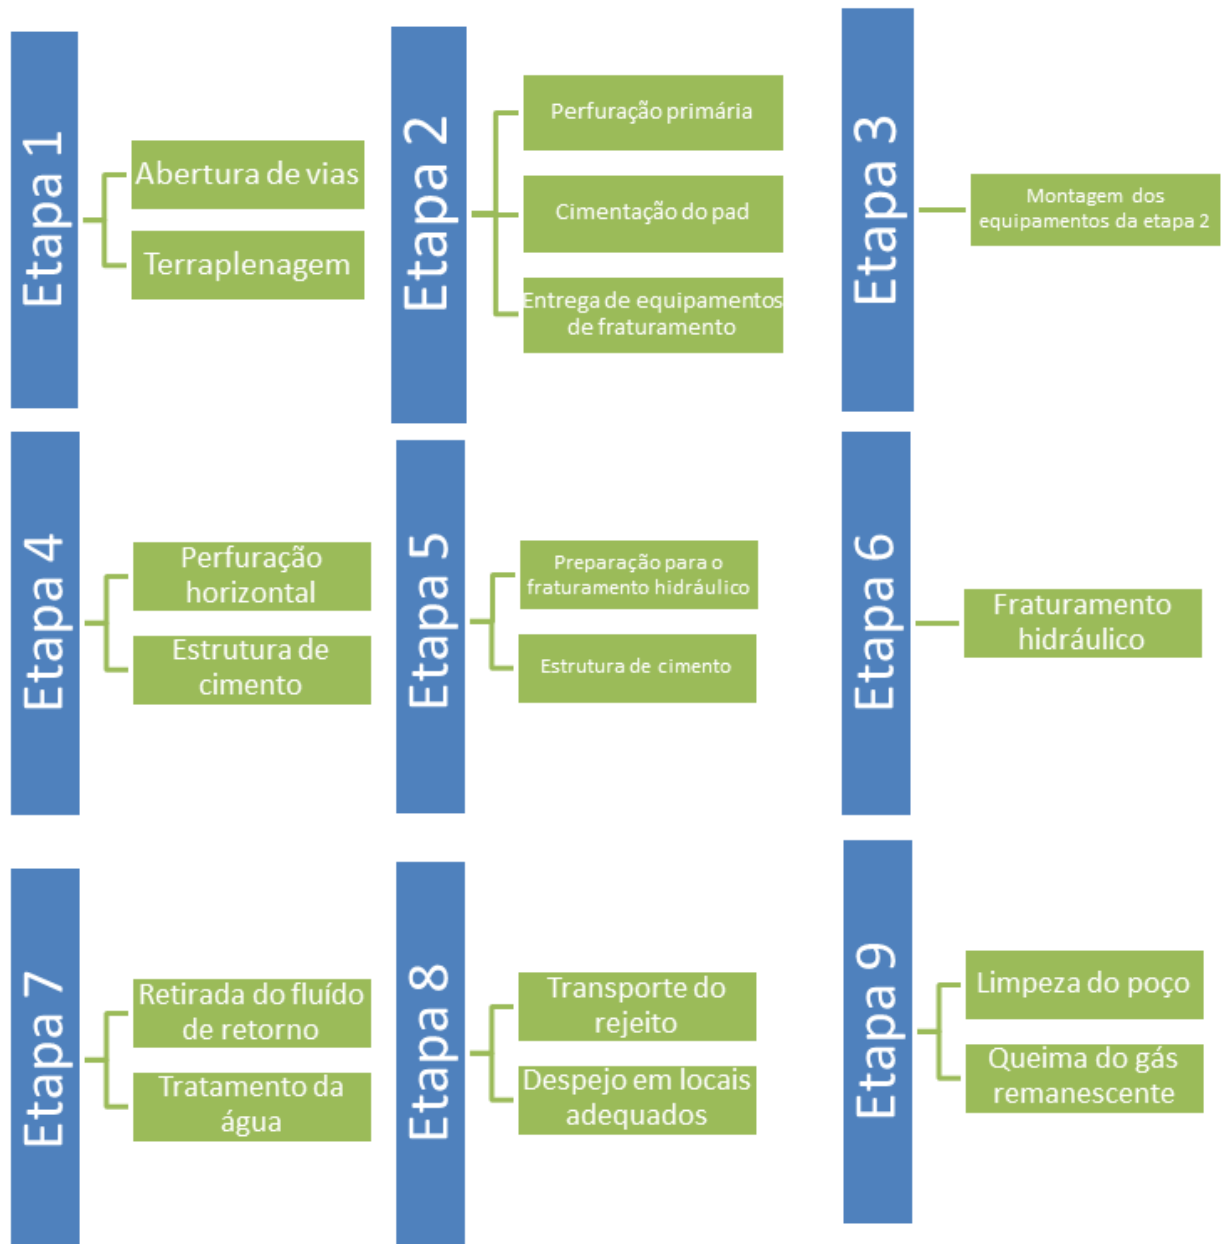 Etapa 1
Abertura de vias
Terraplenagem
Etapa 2
Perfuração primária
Cimentação do pad
Entrega de equipamentos
de fraturamento
Etapa 3
Montagem dos
equipamentos da etapa 2
Etapa 4
Perfuração
horizontal
Estrutura de
cimento
Etapa 5
Preparação para o
fraturamento hidráulico
Estrutura de cimento
Etapa 6
Fraturamento
hidráulico
Etapa 7
Retirada do fluído
de retorno
Tratamento da
água
Etapa 8
Transporte do
rejeito
Despejo em locais
adequados
Etapa 9
Limpeza do poço
Queima do gás
remanescente